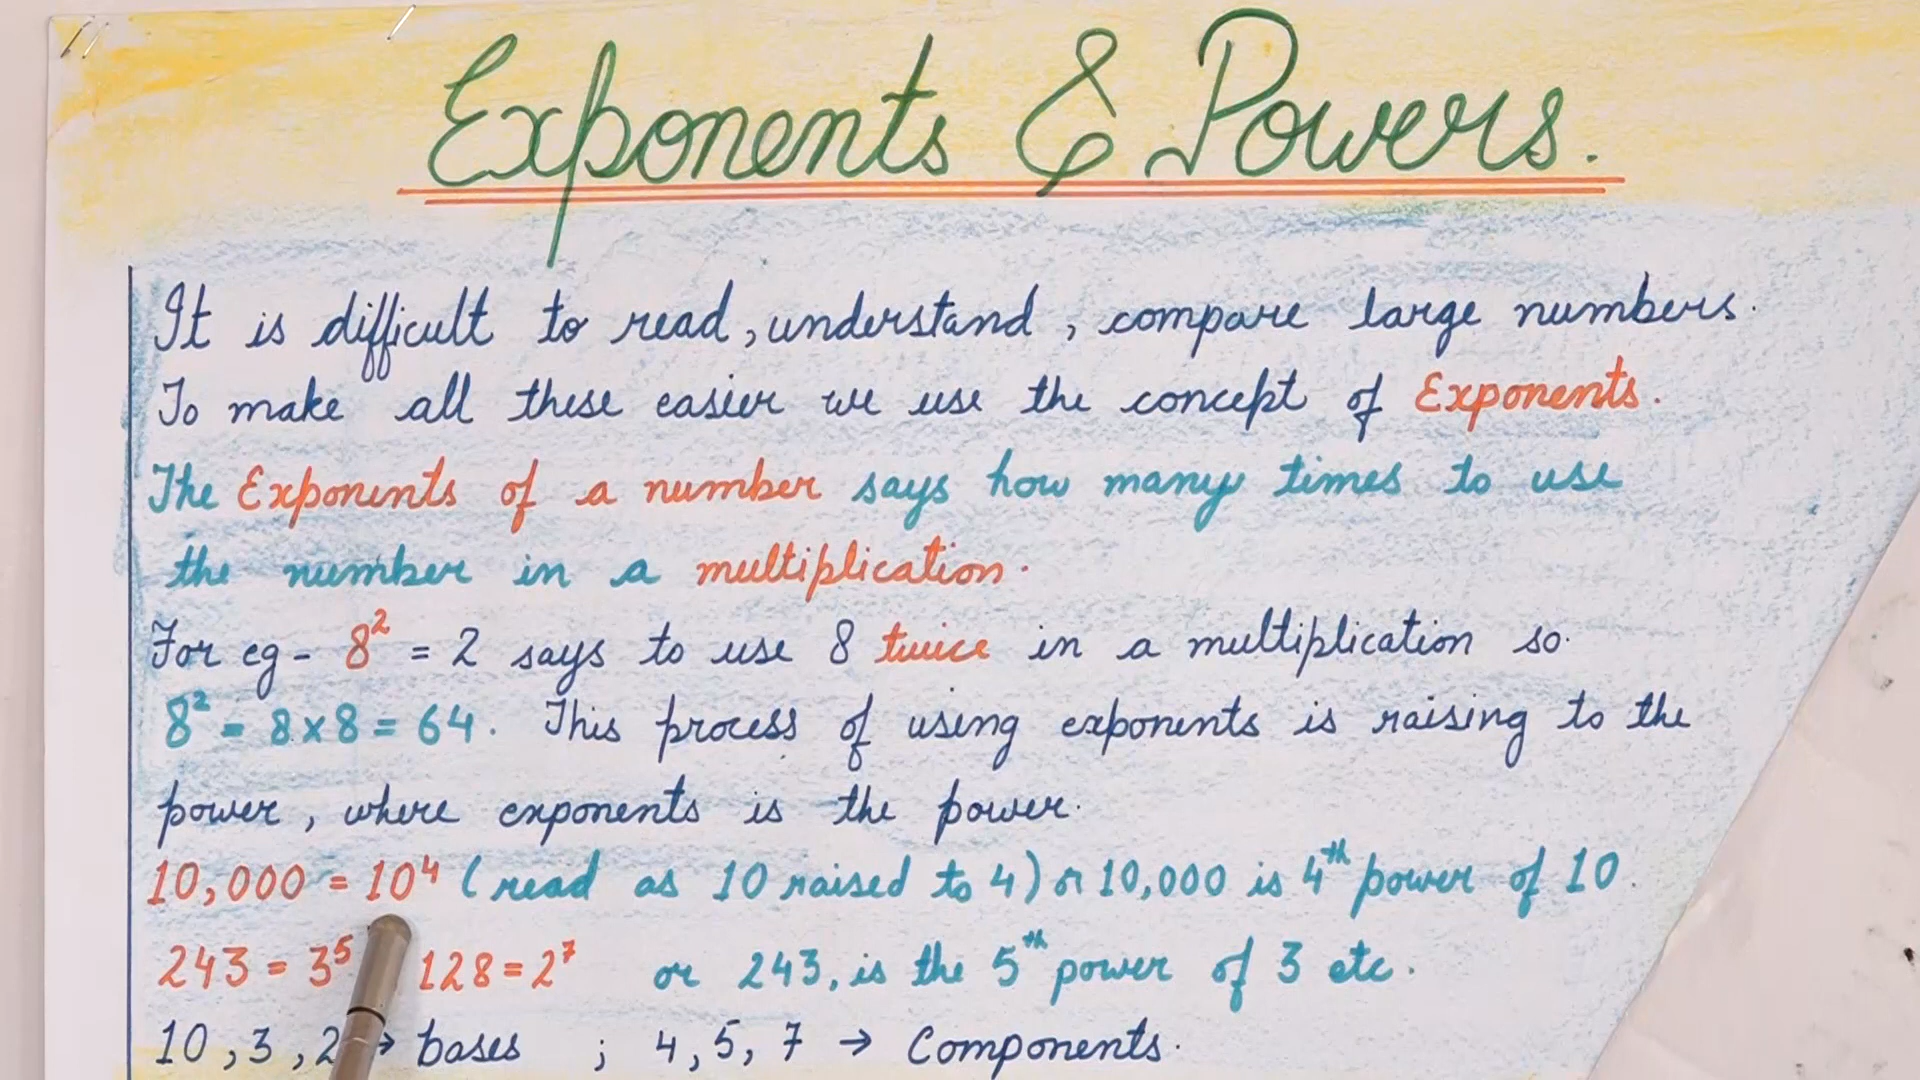 Exponents & Powers.
It is difficult to read, understand, compare large numbers.
To make all these easier we use the concept of Exponents.
The Exponents of a number says how many times to use
the number in a multiplication.
For eg - 8² = 2 says to use 8 twice in a multiplication so
8² = 8x8 = 64. This process of using exponents is raising to the
power, where exponents is the power.
10,000 = 10⁴ (read as 10 raised to 4) or 10,000 is 4th power of 10.
243 = 3⁵ 128 = 2⁷ or 243, is the 5th power of 3 etc.
10, 3, 2 → bases ; 4, 5, 7 → Components.